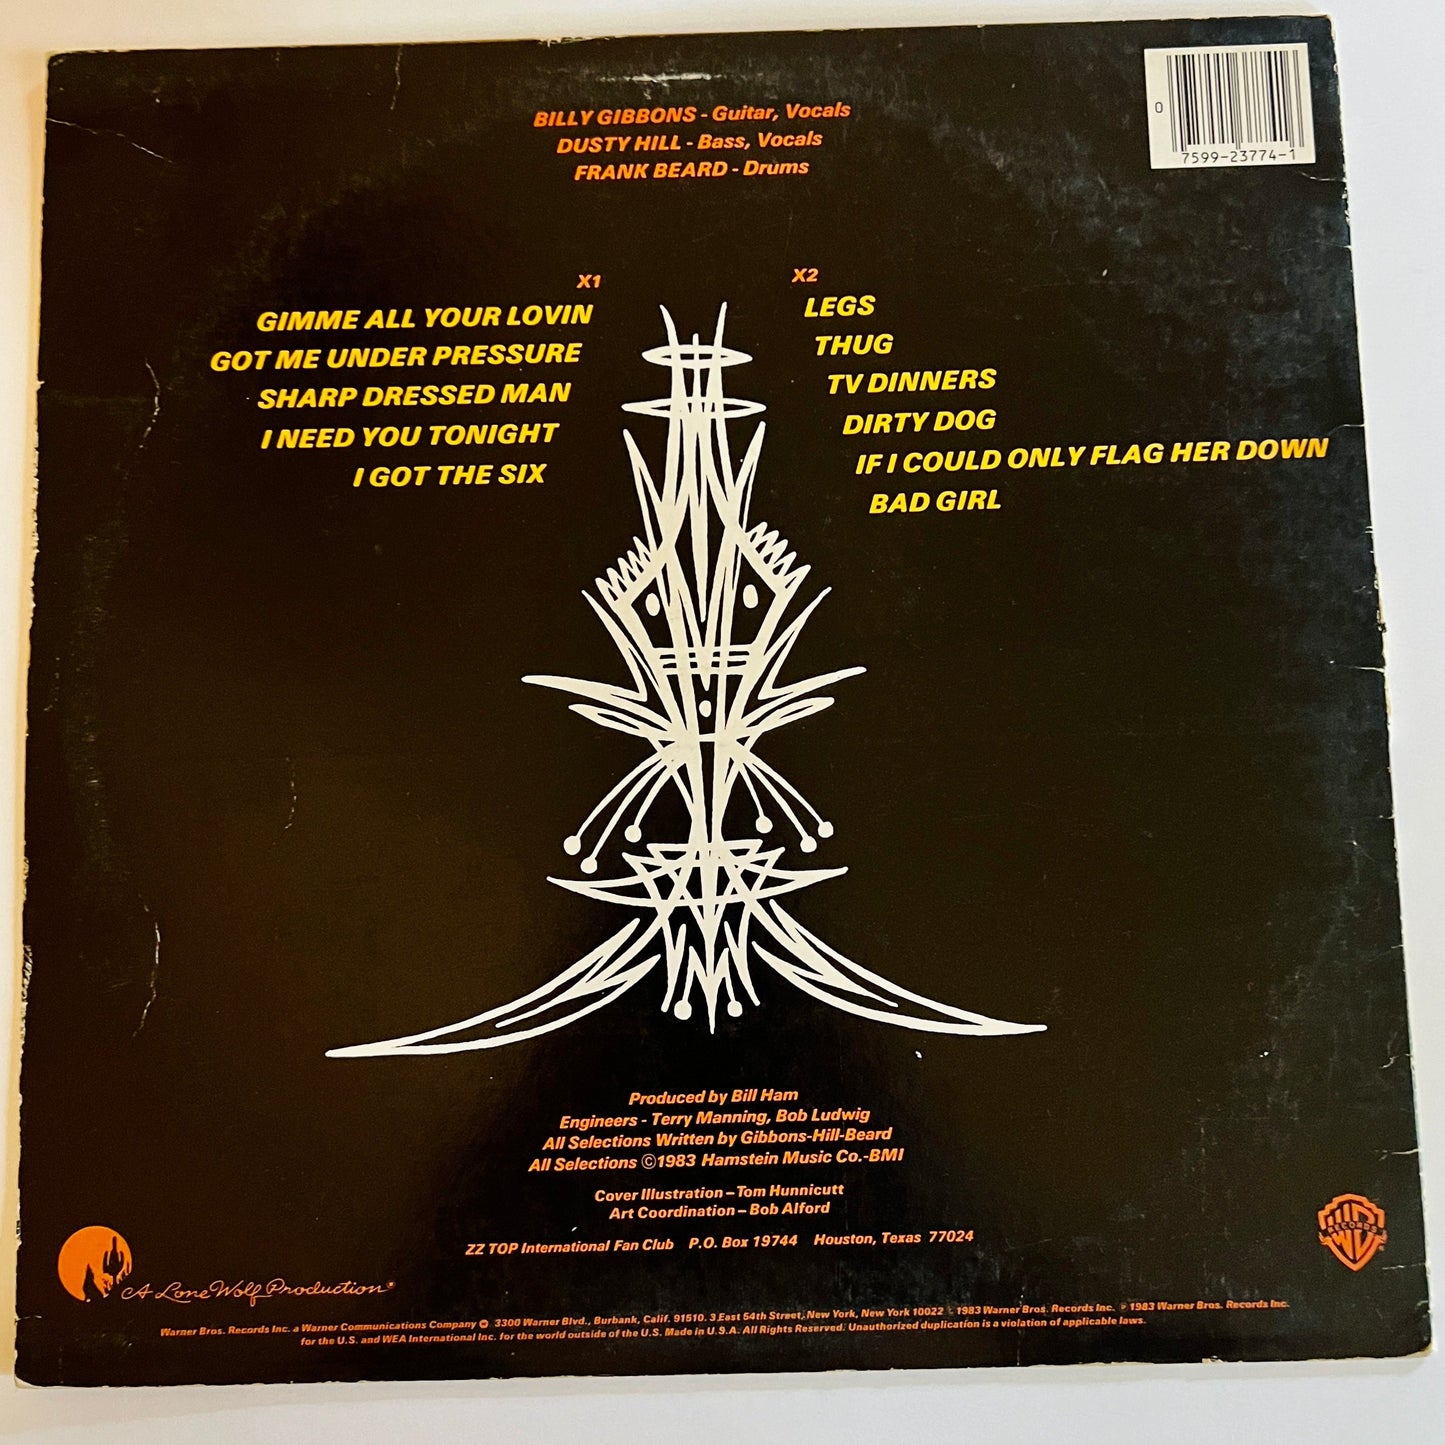 BILLY GIBBONS - Guitar, Vocals
DUSTY HILL - Bass, Vocals
FRANK BEARD - Drums
0
7599-23774-1
X1
GIMME ALL YOUR LOVIN
GOT ME UNDER PRESSURE
SHARP DRESSED MAN
I NEED YOU TONIGHT
I GOT THE SIX
X2
LEGS
THUG
TV DINNERS
DIRTY DOG
IF I COULD ONLY FLAG HER DOWN
BAD GIRL
Produced by Bill Ham
Engineers - Terry Manning, Bob Ludwig
All Selections Written by Gibbons-Hill-Beard
All Selections ©1983 Hamstein Music Co.-BMI
Cover Illustration – Tom Hunnicutt
Art Coordination – Bob Alford
ZZ TOP International Fan Club P.O. Box 19744 Houston, Texas 77024
A Lone Wolf Production®
WB RECORDS
Warner Bros. Records Inc. a Warner Communications Company 3300 Warner Blvd., Burbank, Calif. 91510. 3 East 54th Street, New York, New York 10022 © 1983 Warner Bros. Records Inc. ℗ 1983 Warner Bros. Records Inc.
for the U.S. and WEA International Inc. for the world outside of the U.S. Made in U.S.A. All Rights Reserved. Unauthorized duplication is a violation of applicable laws.